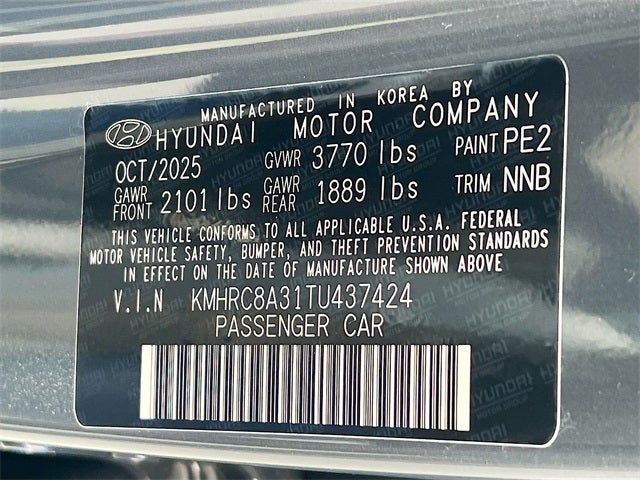 MANUFACTURED IN KOREA BY
HYUNDAI MOTOR COMPANY
OCT/2025 GVWR 3770 lbs PAINT PE2
GAWR FRONT 2101 lbs GAWR REAR 1889 lbs TRIM NNB
THIS VEHICLE CONFORMS TO ALL APPLICABLE U.S.A. FEDERAL
MOTOR VEHICLE SAFETY, BUMPER, AND THEFT PREVENTION STANDARDS
IN EFFECT ON THE DATE OF MANUFACTURE SHOWN ABOVE
V.I.N KMHRC8A31TU437424
PASSENGER CAR